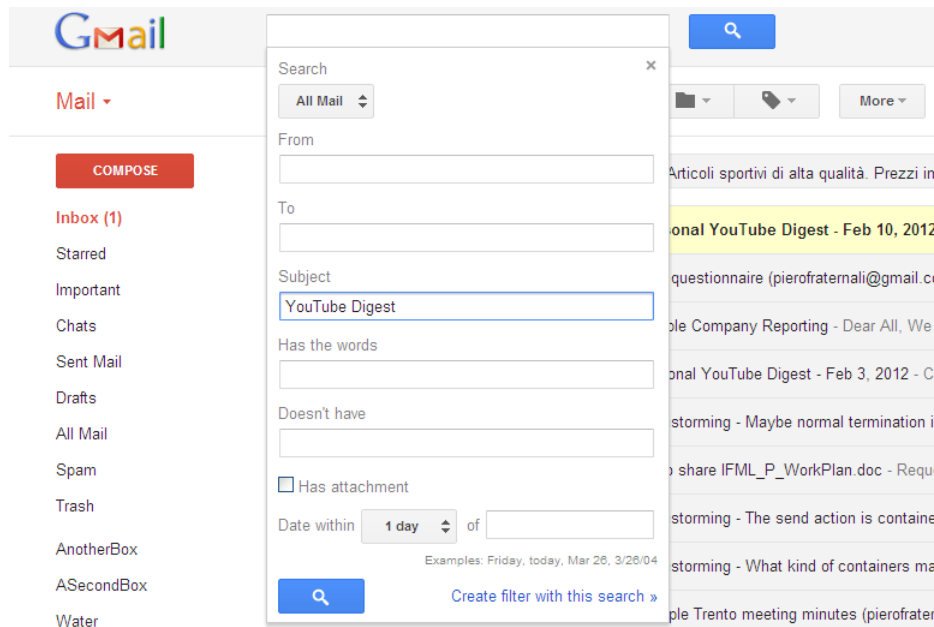 Gmail
Mail
COMPOSE
Inbox (1)
Starred
Important
Chats
Sent Mail
Drafts
All Mail
Spam
Trash
AnotherBox
ASecondBox
Water
Search
×
All Mail
From
To
Subject
YouTube Digest
Has the words
Doesn't have
Has attachment
Date within 1 day of
Examples: Friday, today, Mar 26, 3/26/04
Create filter with this search »
More
Articoli sportivi di alta qualità. Prezzi in
onal YouTube Digest - Feb 10, 2012
questionnaire (pierofraternali@gmail.co
ple Company Reporting - Dear All, We
onal YouTube Digest - Feb 3, 2012 - C
storming - Maybe normal termination i
o share IFML_P_WorkPlan.doc - Requ
storming - The send action is containe
storming - What kind of containers ma
ple Trento meeting minutes (pierofrater